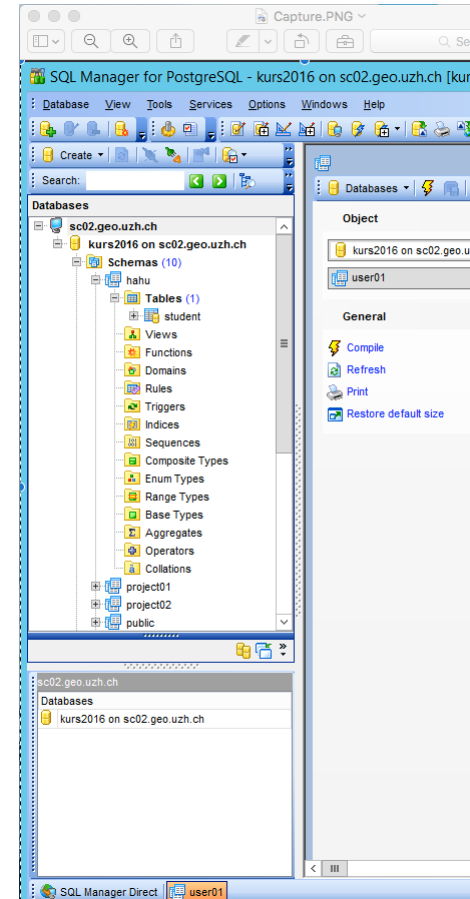 Capture.PNG
Se
SQL Manager for PostgreSQL - kurs2016 on sc02.geo.uzh.ch [kur
Database View Tools Services Options Windows Help
Create
Search:
Databases
sc02.geo.uzh.ch
kurs2016 on sc02.geo.uzh.ch
Schemas (10)
hahu
Tables (1)
student
Views
Functions
Domains
Rules
Triggers
Indices
Sequences
Composite Types
Enum Types
Range Types
Base Types
Aggregates
Operators
Collations
project01
project02
public
sc02.geo.uzh.ch
Databases
kurs2016 on sc02.geo.uzh.ch
Databases
Object
kurs2016 on sc02.geo.u
user01
General
Compile
Refresh
Print
Restore default size
SQL Manager Direct user01